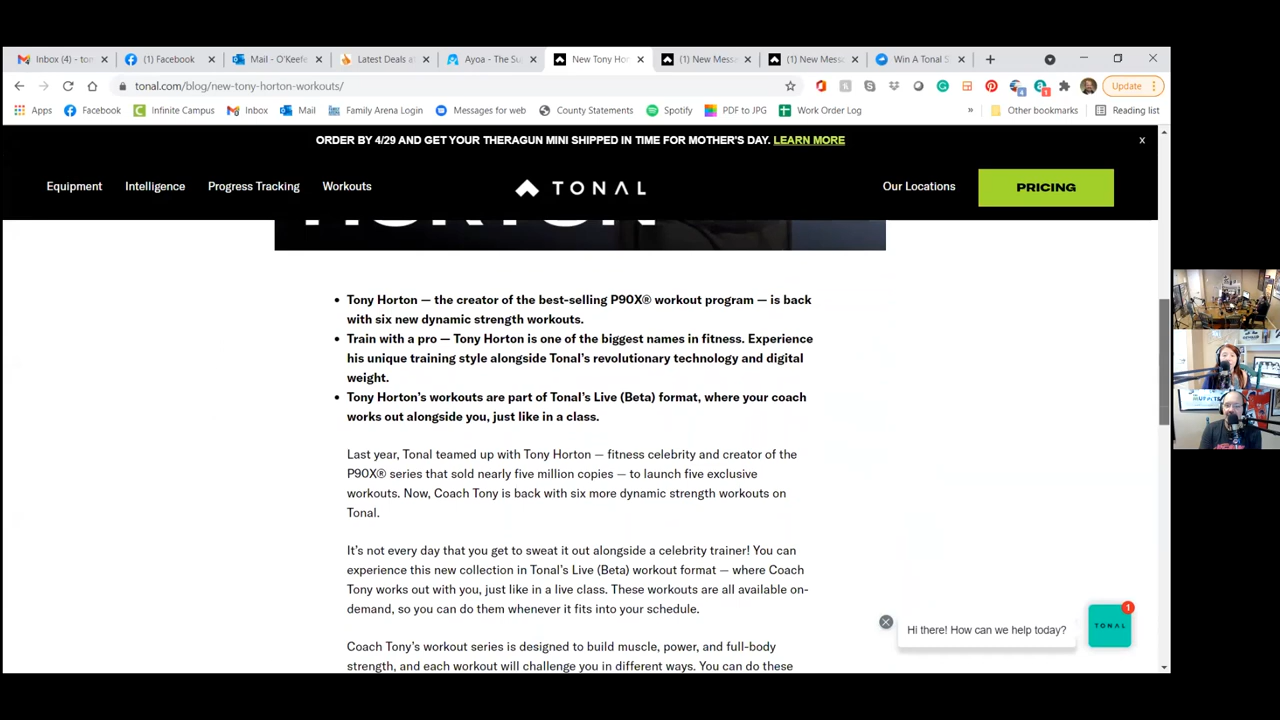 Inbox (4) - ton
(1) Facebook
Mail - O'Keefe
Latest Deals a
Ayoa - The Su
New Tony Ho
(1) New Mess
(1) New Mess
Win A Tonal S
tonal.com/blog/new-tony-horton-workouts/
Update
Apps
Facebook
Infinite Campus
Inbox
Mail
Family Arena Login
Messages for web
County Statements
Spotify
PDF to JPG
Work Order Log
»
Other bookmarks
Reading list
ORDER BY 4/29 AND GET YOUR THERAGUN MINI SHIPPED IN TIME FOR MOTHER'S DAY. LEARN MORE
x
Equipment
Intelligence
Progress Tracking
Workouts
TONAL
Our Locations
PRICING
HORTON
• Tony Horton — the creator of the best-selling P90X® workout program — is back
with six new dynamic strength workouts.
• Train with a pro — Tony Horton is one of the biggest names in fitness. Experience
his unique training style alongside Tonal's revolutionary technology and digital
weight.
• Tony Horton's workouts are part of Tonal's Live (Beta) format, where your coach
works out alongside you, just like in a class.
Last year, Tonal teamed up with Tony Horton — fitness celebrity and creator of the
P90X® series that sold nearly five million copies — to launch five exclusive
workouts. Now, Coach Tony is back with six more dynamic strength workouts on
Tonal.
It's not every day that you get to sweat it out alongside a celebrity trainer! You can
experience this new collection in Tonal's Live (Beta) workout format — where Coach
Tony works out with you, just like in a live class. These workouts are all available on-
demand, so you can do them whenever it fits into your schedule.
Coach Tony's workout series is designed to build muscle, power, and full-body
strength, and each workout will challenge you in different ways. You can do these
Hi there! How can we help today?
TONAL
1